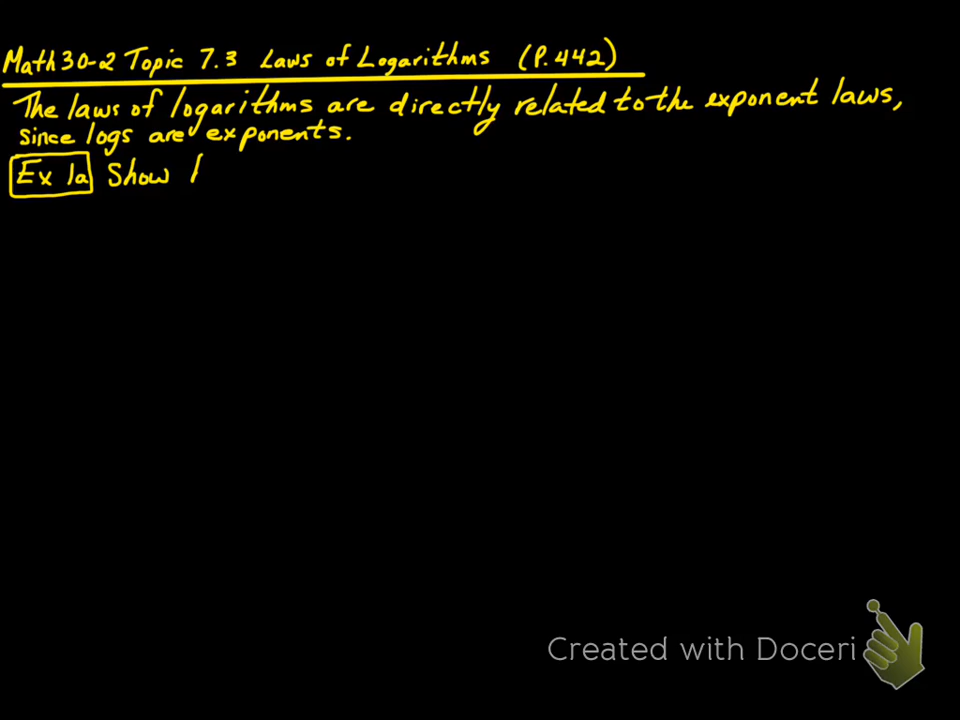 Math 30-2 Topic 7.3 Laws of Logarithms (P.442)
The laws of logarithms are directly related to the exponent laws,
since logs are exponents.
Ex 1a Show l
Created with Doceri